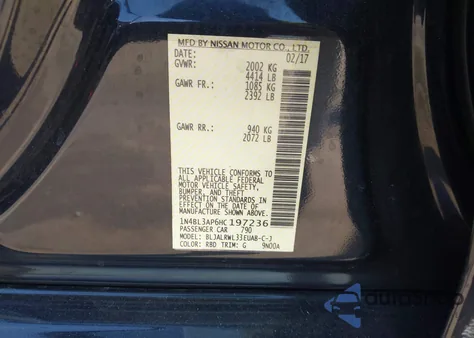 MFD BY NISSAN MOTOR CO., LTD.
DATE: 02/17
GVWR: 2002 KG
4414 LB
GAWR FR.: 1085 KG
2392 LB
GAWR RR.: 940 KG
2072 LB
THIS VEHICLE CONFORMS TO
ALL APPLICABLE FEDERAL
MOTOR VEHICLE SAFETY,
BUMPER, AND THEFT
PREVENTION STANDARDS IN
EFFECT ON THE DATE OF
MANUFACTURE SHOWN ABOVE.
1N4BL3AP6HC197236
PASSENGER CAR 790
MODEL: BLJALRWL33EUAB-C-J
COLOR: RBD TRIM: G 9N00A